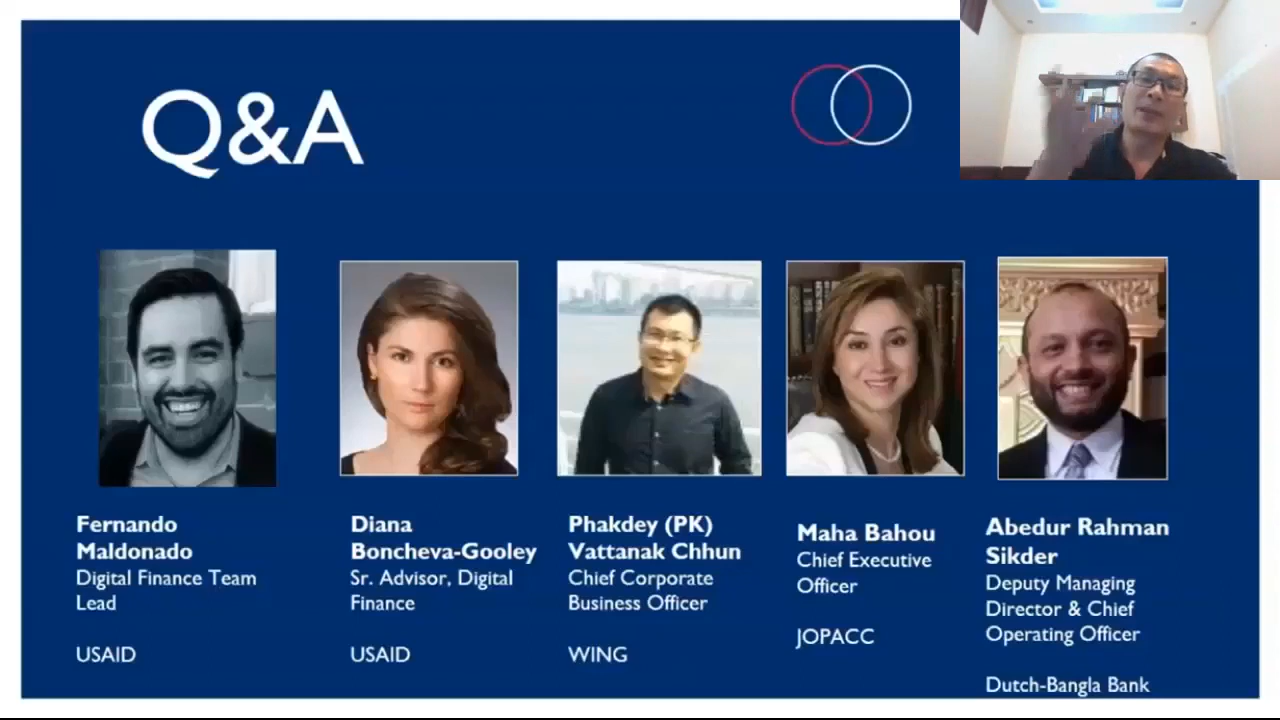 Q&A
Fernando
Maldonado
Digital Finance Team
Lead
USAID
Diana
Boncheva-Gooley
Sr. Advisor, Digital
Finance
USAID
Phakdey (PK)
Vattanak Chhun
Chief Corporate
Business Officer
WING
Maha Bahou
Chief Executive
Officer
JOPACC
Abedur Rahman
Sikder
Deputy Managing
Director & Chief
Operating Officer
Dutch-Bangla Bank